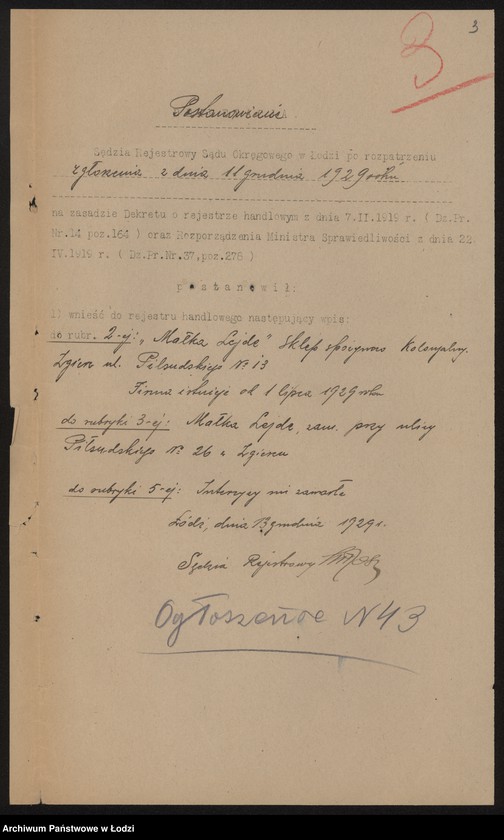 3
3
Postanowienie
Sędzia Rejestrowy Sądu Okręgowego w Łodzi po rozpatrzeniu
zgłoszenia z dnia 11 grudnia 1929 roku
na zasadzie Dekretu o rejestrze handlowym z dnia 7.II.1919 r. ( Dz.Pr.
Nr.14 poz.164 ) oraz Rozporządzenia Ministra Sprawiedliwości z dnia 22
IV.1919 r. ( Dz.Pr.Nr.37,poz.278 )
p o s t a n o w i ł:
1) wnieść do rejestru handlowego następujący wpis:
do rubr. 2-ej: „Małka Lejde" Sklep spożywczo Kolonjalny.
Zgierz ul. Piłsudskiego № 13
Firma istnieje od 1 lipca 1929 roku
do rubryki 3-ej: Małka Lejde, zam. przy ulicy
Piłsudskiego № 26 w Zgierzu
do rubryki 5-ej: Intercyzy nie zawarła
Łódź, dnia 13 grudnia 1929 r.
Sędzia Rejestrowy
Ogłoszenie N 43
Archiwum Państwowe w Łodzi